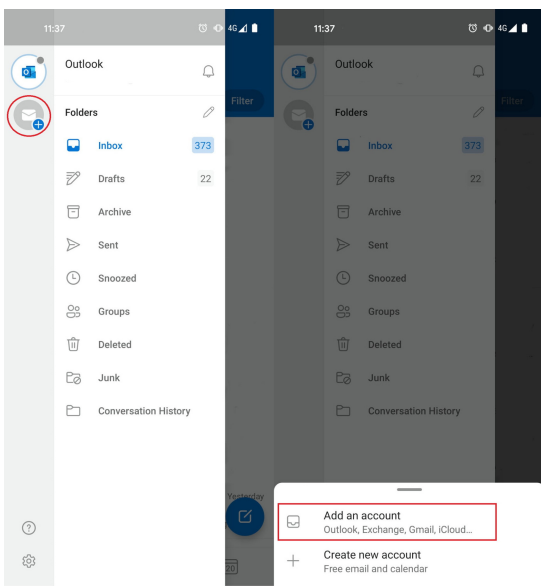 11:37
4G
Outlook
Filter
Folders
Inbox
373
Drafts
22
Archive
Sent
Snoozed
Groups
Deleted
Junk
Conversation History
Yesterday
20
11:37
4G
Outlook
Filter
Folders
Inbox
373
Drafts
22
Archive
Sent
Snoozed
Groups
Deleted
Junk
Conversation History
Add an account
Outlook, Exchange, Gmail, iCloud...
Create new account
Free email and calendar